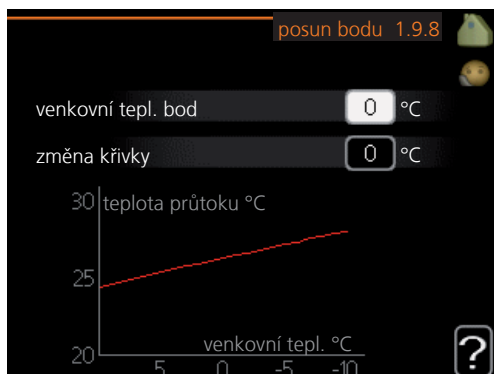 posun bodu 1.9.8
venkovní tepl. bod 0 °C
změna křivky 0 °C
30 teplota průtoku °C
25
venkovní tepl. °C
20
5 0 -5 -10
?